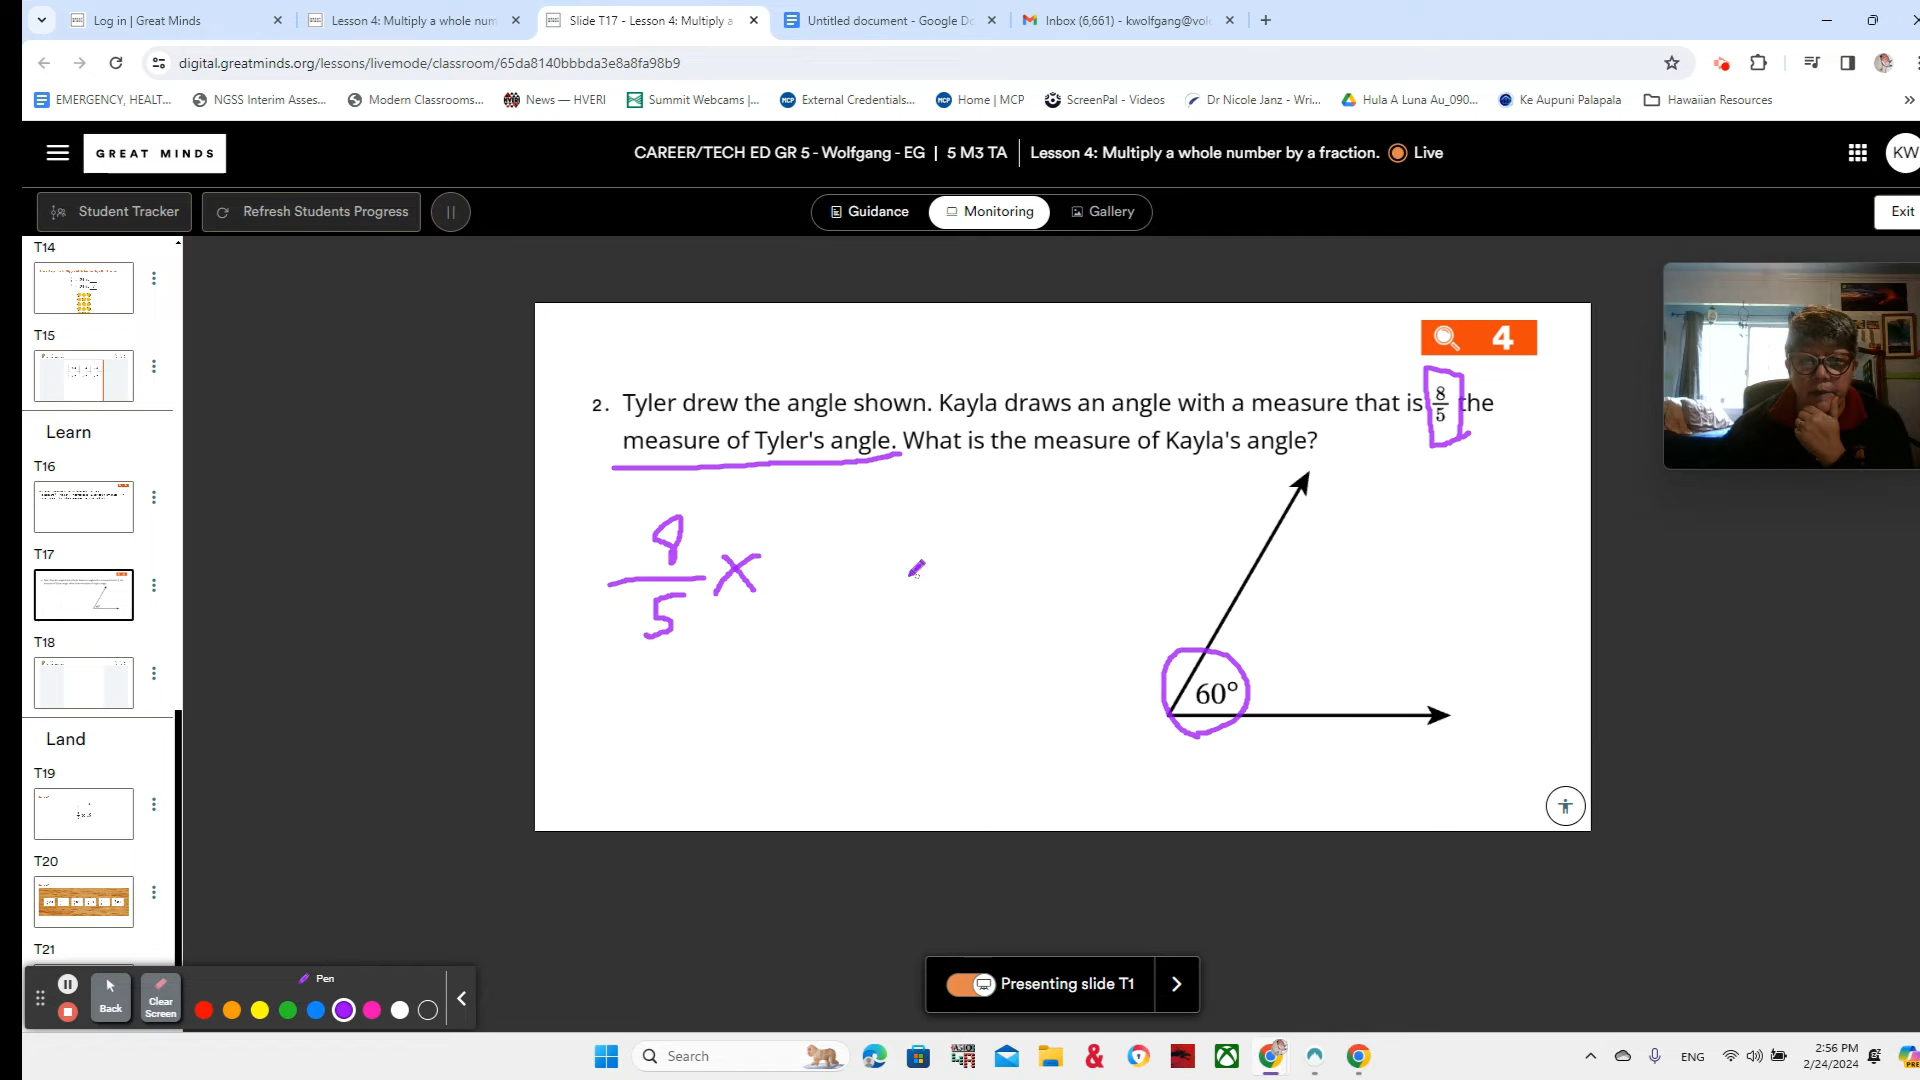 Log in | Great Minds
Lesson 4: Multiply a whole num
Slide T17 - Lesson 4: Multiply a
Untitled document - Google Do
Inbox (6,661) - kwolfgang@vol
digital.greatminds.org/lessons/livemode/classroom/65da8140bbbda3e8a8fa98b9
EMERGENCY, HEALT...
NGSS Interim Asses...
Modern Classrooms...
News — HVERI
Summit Webcams |...
External Credentials...
Home | MCP
ScreenPal - Videos
Dr Nicole Janz - Wri...
Hula A Luna Au_090...
Ke Aupuni Palapala
Hawaiian Resources
GREAT MINDS
CAREER/TECH ED GR 5 - Wolfgang - EG | 5 M3 TA
Lesson 4: Multiply a whole number by a fraction.
Live
KW
Student Tracker
Refresh Students Progress
Guidance
Monitoring
Gallery
Exit
T14
T15
Learn
T16
T17
T18
Land
T19
T20
T21
4
2. Tyler drew the angle shown. Kayla draws an angle with a measure that is 8/5 the
measure of Tyler's angle. What is the measure of Kayla's angle?
8/5 X
60°
Presenting slide T1
Pen
Back
Clear Screen
Search
ENG
2:56 PM
2/24/2024